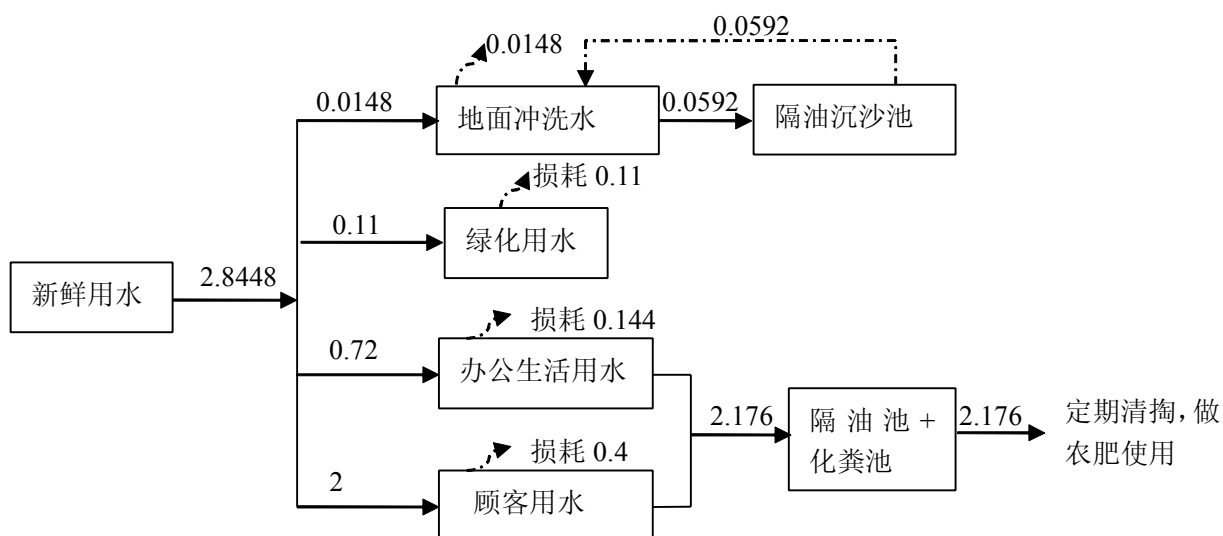 0.0592
0.0148
0.0148
地面冲洗水
0.0592
隔油沉沙池
损耗 0.11
0.11
绿化用水
新鲜用水
2.8448
损耗 0.144
0.72
办公生活用水
2.176
隔油池+
化粪池
2.176
定期清掏，做
农肥使用
损耗 0.4
2
顾客用水